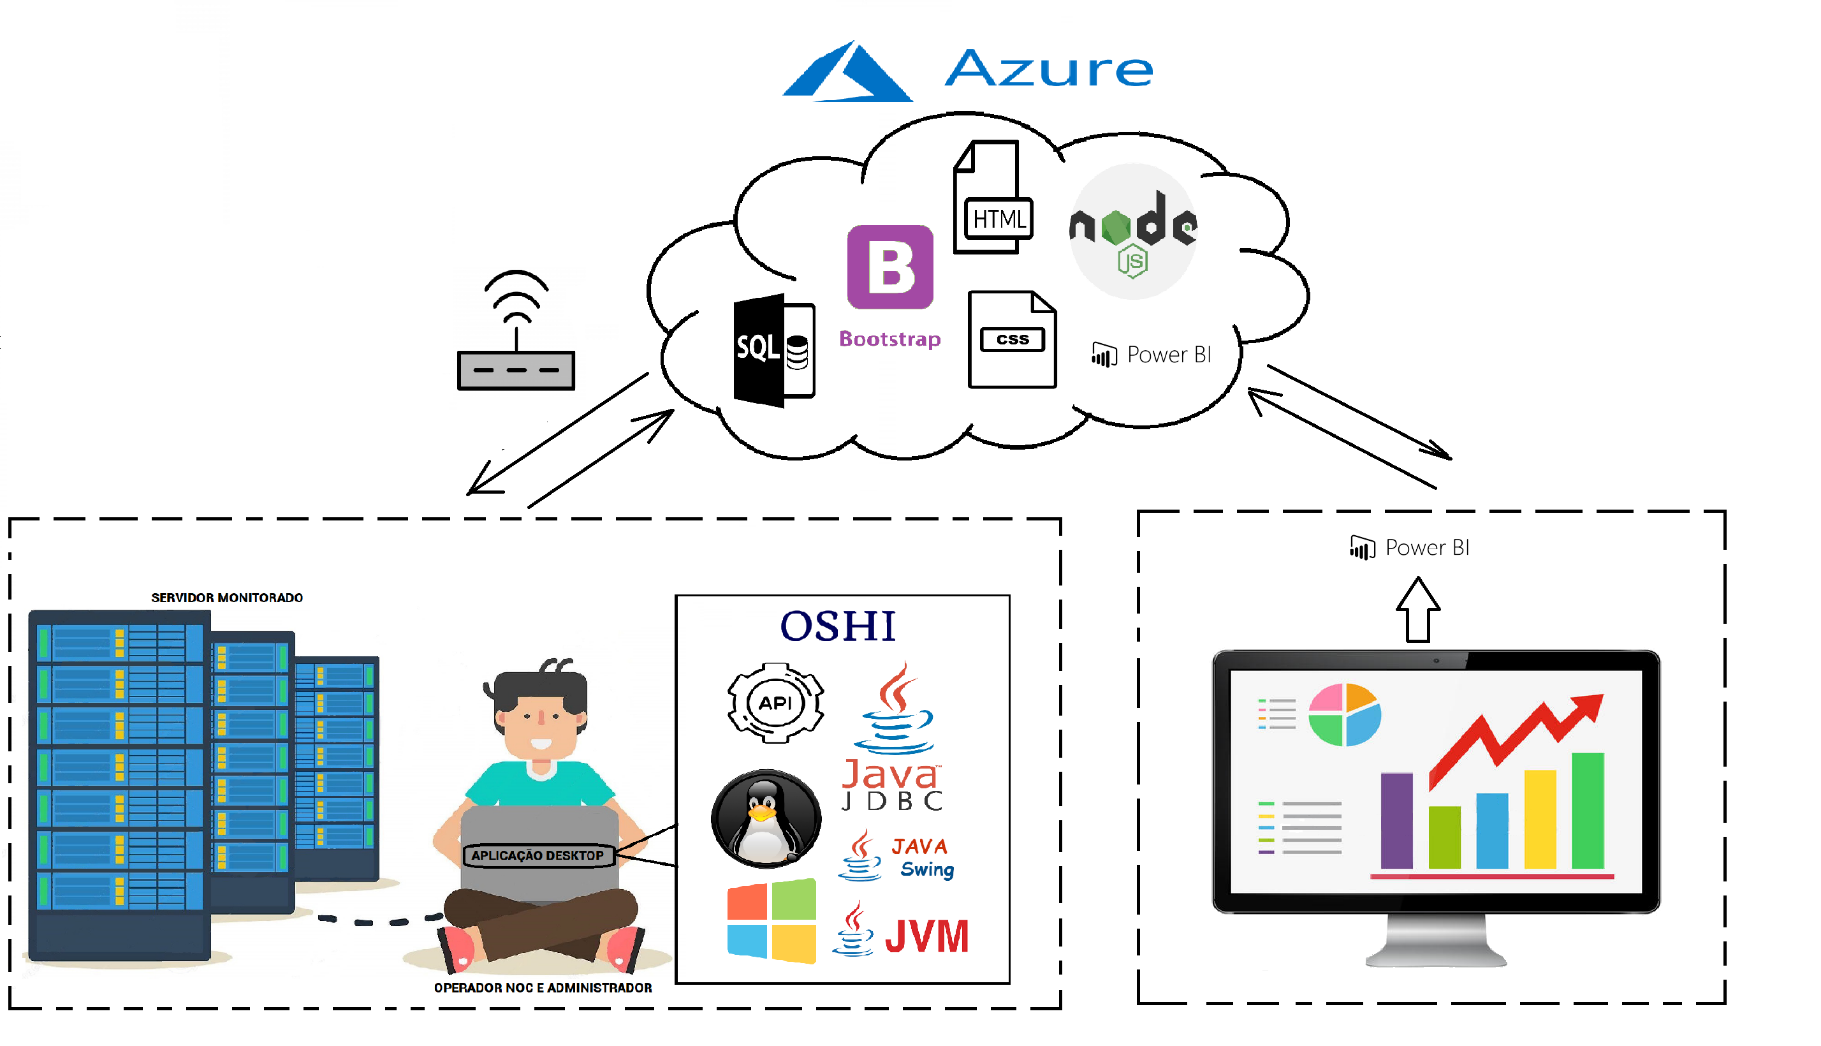 Azure
HTML
node
JS
B
Bootstrap
SQL
CSS
Power BI
Power BI
SERVIDOR MONITORADO
OSHI
API
Java™
JDBC
APLICAÇÃO DESKTOP
JAVA
Swing
JVM
OPERADOR NOC E ADMINISTRADOR